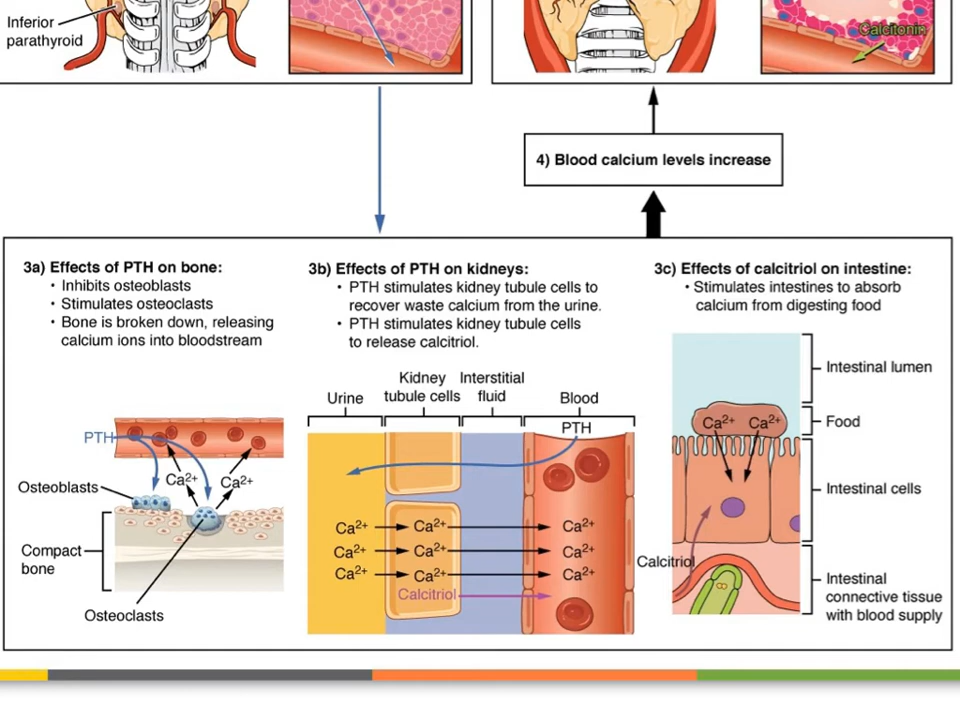 Inferior
parathyroid
Calcitonin
4) Blood calcium levels increase
3a) Effects of PTH on bone:
• Inhibits osteoblasts
• Stimulates osteoclasts
• Bone is broken down, releasing
calcium ions into bloodstream
PTH
Ca2+
Ca2+
Osteoblasts
Compact
bone
Osteoclasts
3b) Effects of PTH on kidneys:
• PTH stimulates kidney tubule cells to
recover waste calcium from the urine.
• PTH stimulates kidney tubule cells
to release calcitriol.
Urine
Kidney
tubule cells
Interstitial
fluid
Blood
PTH
Ca2+ Ca2+ Ca2+
Ca2+ Ca2+ Ca2+
Ca2+ Ca2+ Ca2+
Calcitriol
3c) Effects of calcitriol on intestine:
• Stimulates intestines to absorb
calcium from digesting food
Intestinal lumen
Ca2+ Ca2+
Food
Intestinal cells
Calcitriol
Intestinal
connective tissue
with blood supply